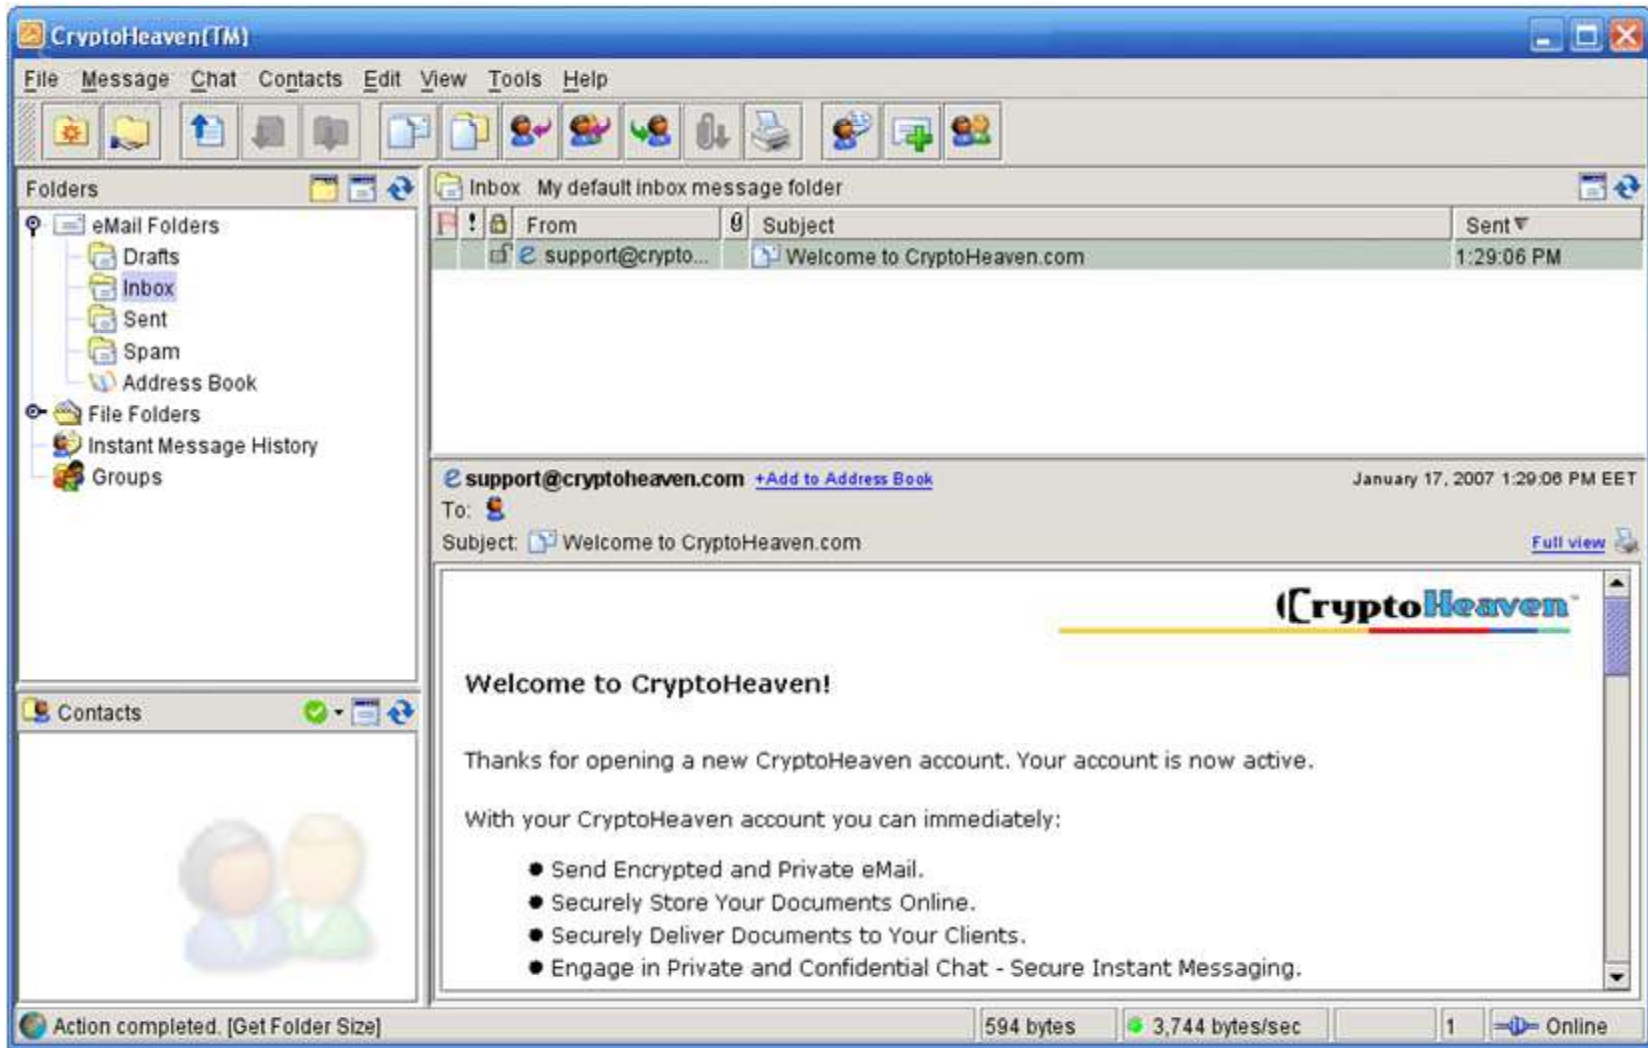 CryptoHeaven(TM)
File Message Chat Contacts Edit View Tools Help
Folders
eMail Folders
Drafts
Inbox
Sent
Spam
Address Book
File Folders
Instant Message History
Groups
Contacts
Inbox My default inbox message folder
! From Subject Sent
support@crypto... Welcome to CryptoHeaven.com 1:29:06 PM
support@cryptoheaven.com +Add to Address Book January 17, 2007 1:29:06 PM EET
To:
Subject: Welcome to CryptoHeaven.com Full view
CryptoHeaven™
Welcome to CryptoHeaven!
Thanks for opening a new CryptoHeaven account. Your account is now active.
With your CryptoHeaven account you can immediately:
● Send Encrypted and Private eMail.
● Securely Store Your Documents Online.
● Securely Deliver Documents to Your Clients.
● Engage in Private and Confidential Chat - Secure Instant Messaging.
Action completed. [Get Folder Size] 594 bytes 3,744 bytes/sec 1 Online